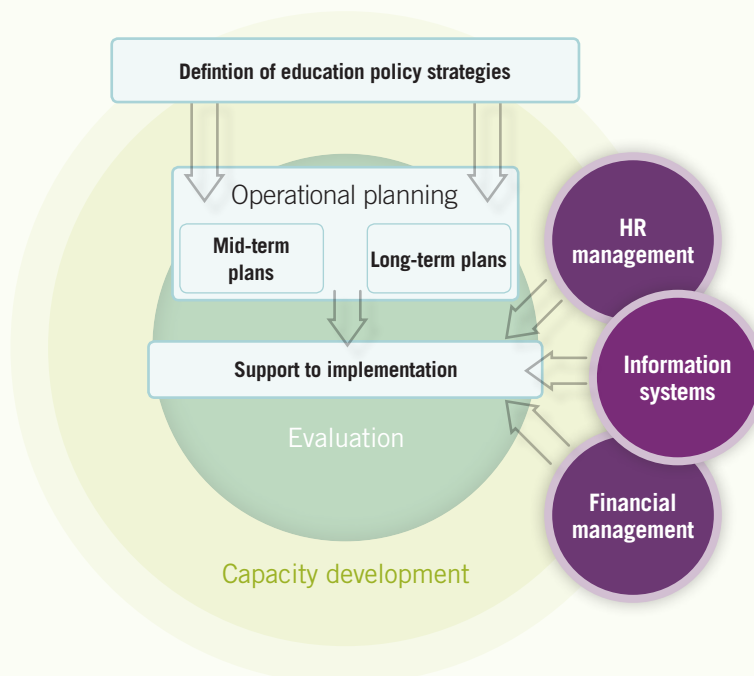 Defintion of education policy strategies
Operational planning
Mid-term
plans
Long-term plans
Support to implementation
Evaluation
Capacity development
HR
management
Information
systems
Financial
management